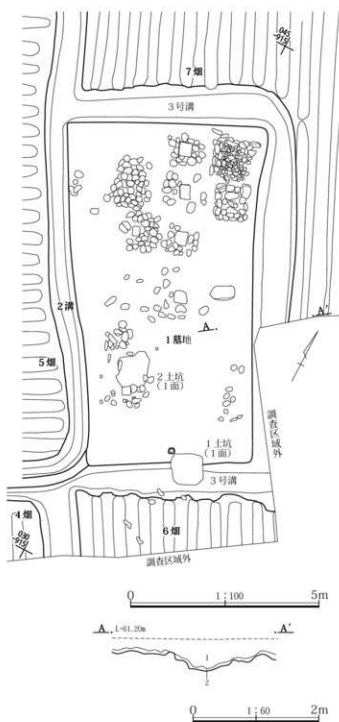 045
-915
7畑
3号溝
2溝
A
A'
1墓地
5畑
2土坑
(1面)
調査区域外
1土坑
(1面)
3号溝
4畑
030
-915
6畑
調査区域外
0 1:100 5m
A L=61.20m A'
1
2
0 1:60 2m